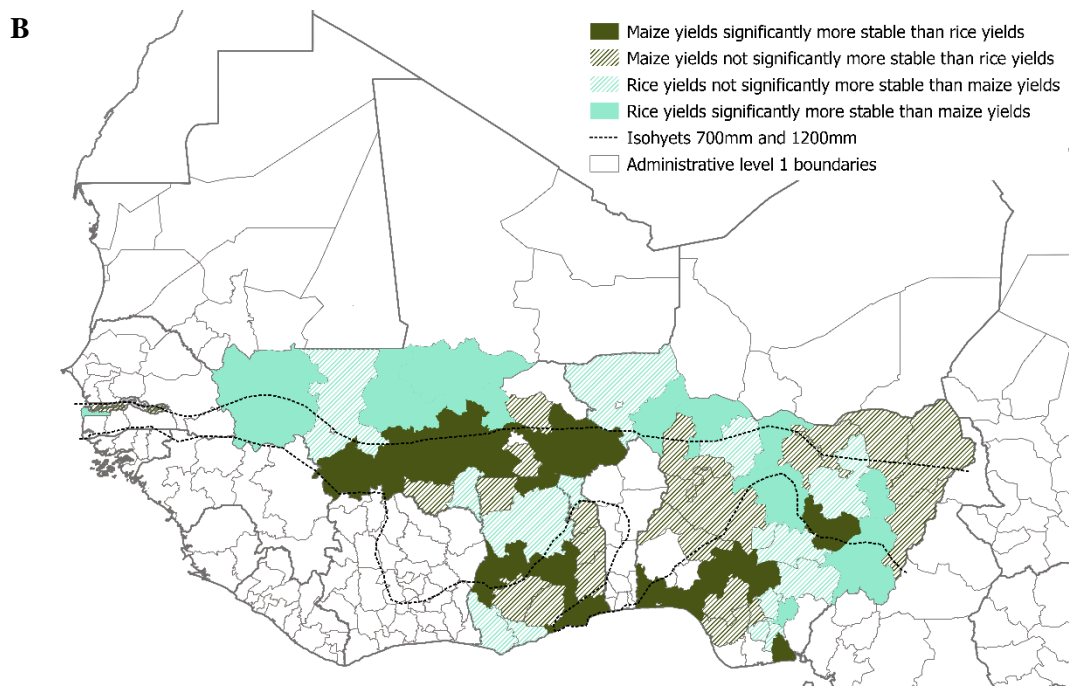 B
Maize yields significantly more stable than rice yields
Maize yields not significantly more stable than rice yields
Rice yields not significantly more stable than maize yields
Rice yields significantly more stable than maize yields
Isohyets 700mm and 1200mm
Administrative level 1 boundaries